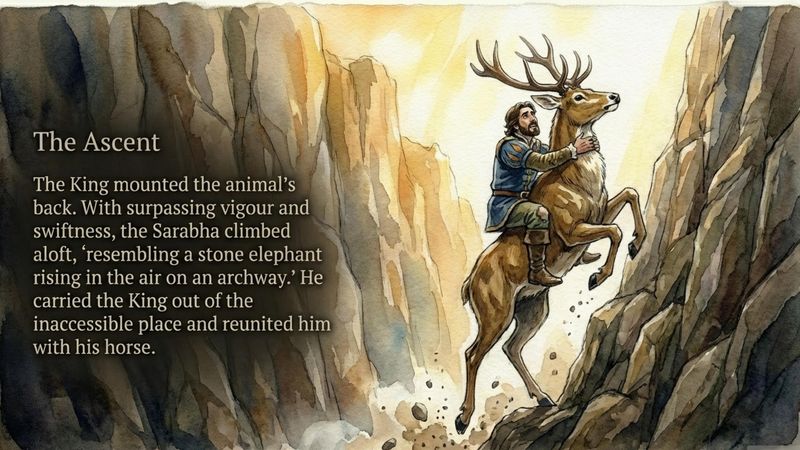 The Ascent
The King mounted the animal’s
back. With surpassing vigour and
swiftness, the Sarabha climbed
aloft, ‘resembling a stone elephant
rising in the air on an archway.’ He
carried the King out of the
inaccessible place and reunited him
with his horse.